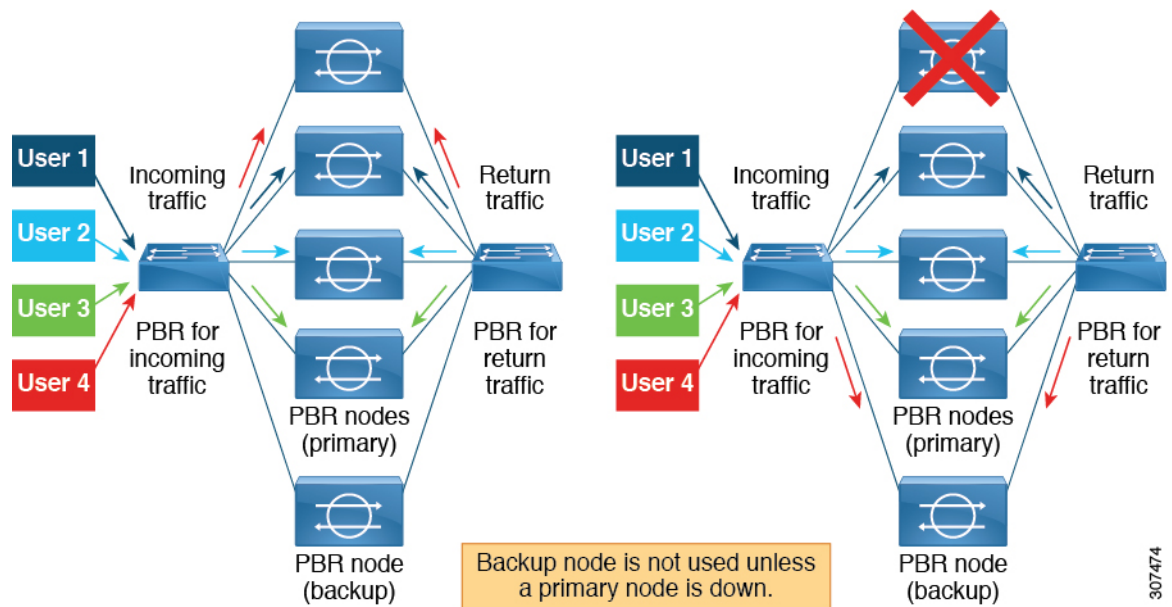 User 1
User 2
User 3
User 4
Incoming
traffic
Return
traffic
PBR for
incoming
traffic
PBR for
return
traffic
PBR nodes
(primary)
PBR node
(backup)
User 1
User 2
User 3
User 4
Incoming
traffic
Return
traffic
PBR for
incoming
traffic
PBR for
return
traffic
PBR nodes
(primary)
PBR node
(backup)
Backup node is not used unless
a primary node is down.
307474